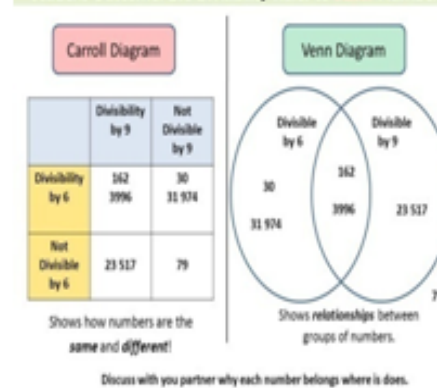 Carroll Diagram
Divisibility by 9
Not Divisible by 9
Divisibility by 6
162
3996
30
31 974
Not Divisible by 6
23 517
79
Shows how numbers are the
same and different!
Venn Diagram
Divisible by 6
Divisible by 9
30
31 974
162
3996
23 517
7
Shows relationships between
groups of numbers.
Discuss with you partner why each number belongs where is does.